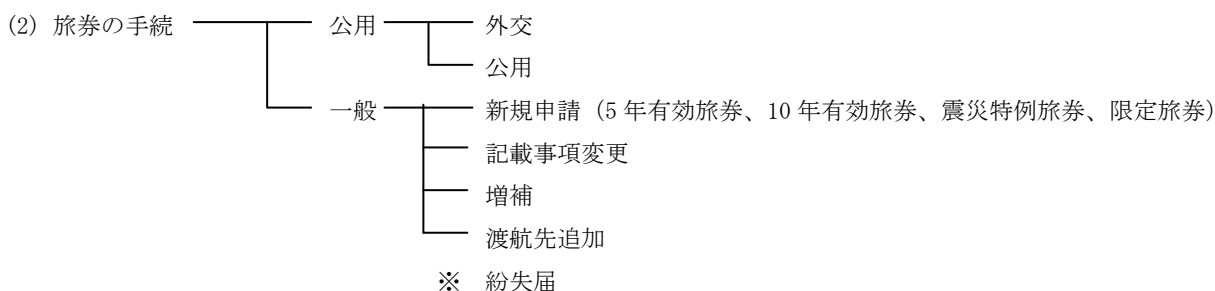 (2) 旅券の手続 公用 外交
公用
一般 新規申請（5 年有効旅券、10 年有効旅券、震災特例旅券、限定旅券）
記載事項変更
増補
渡航先追加
※ 紛失届